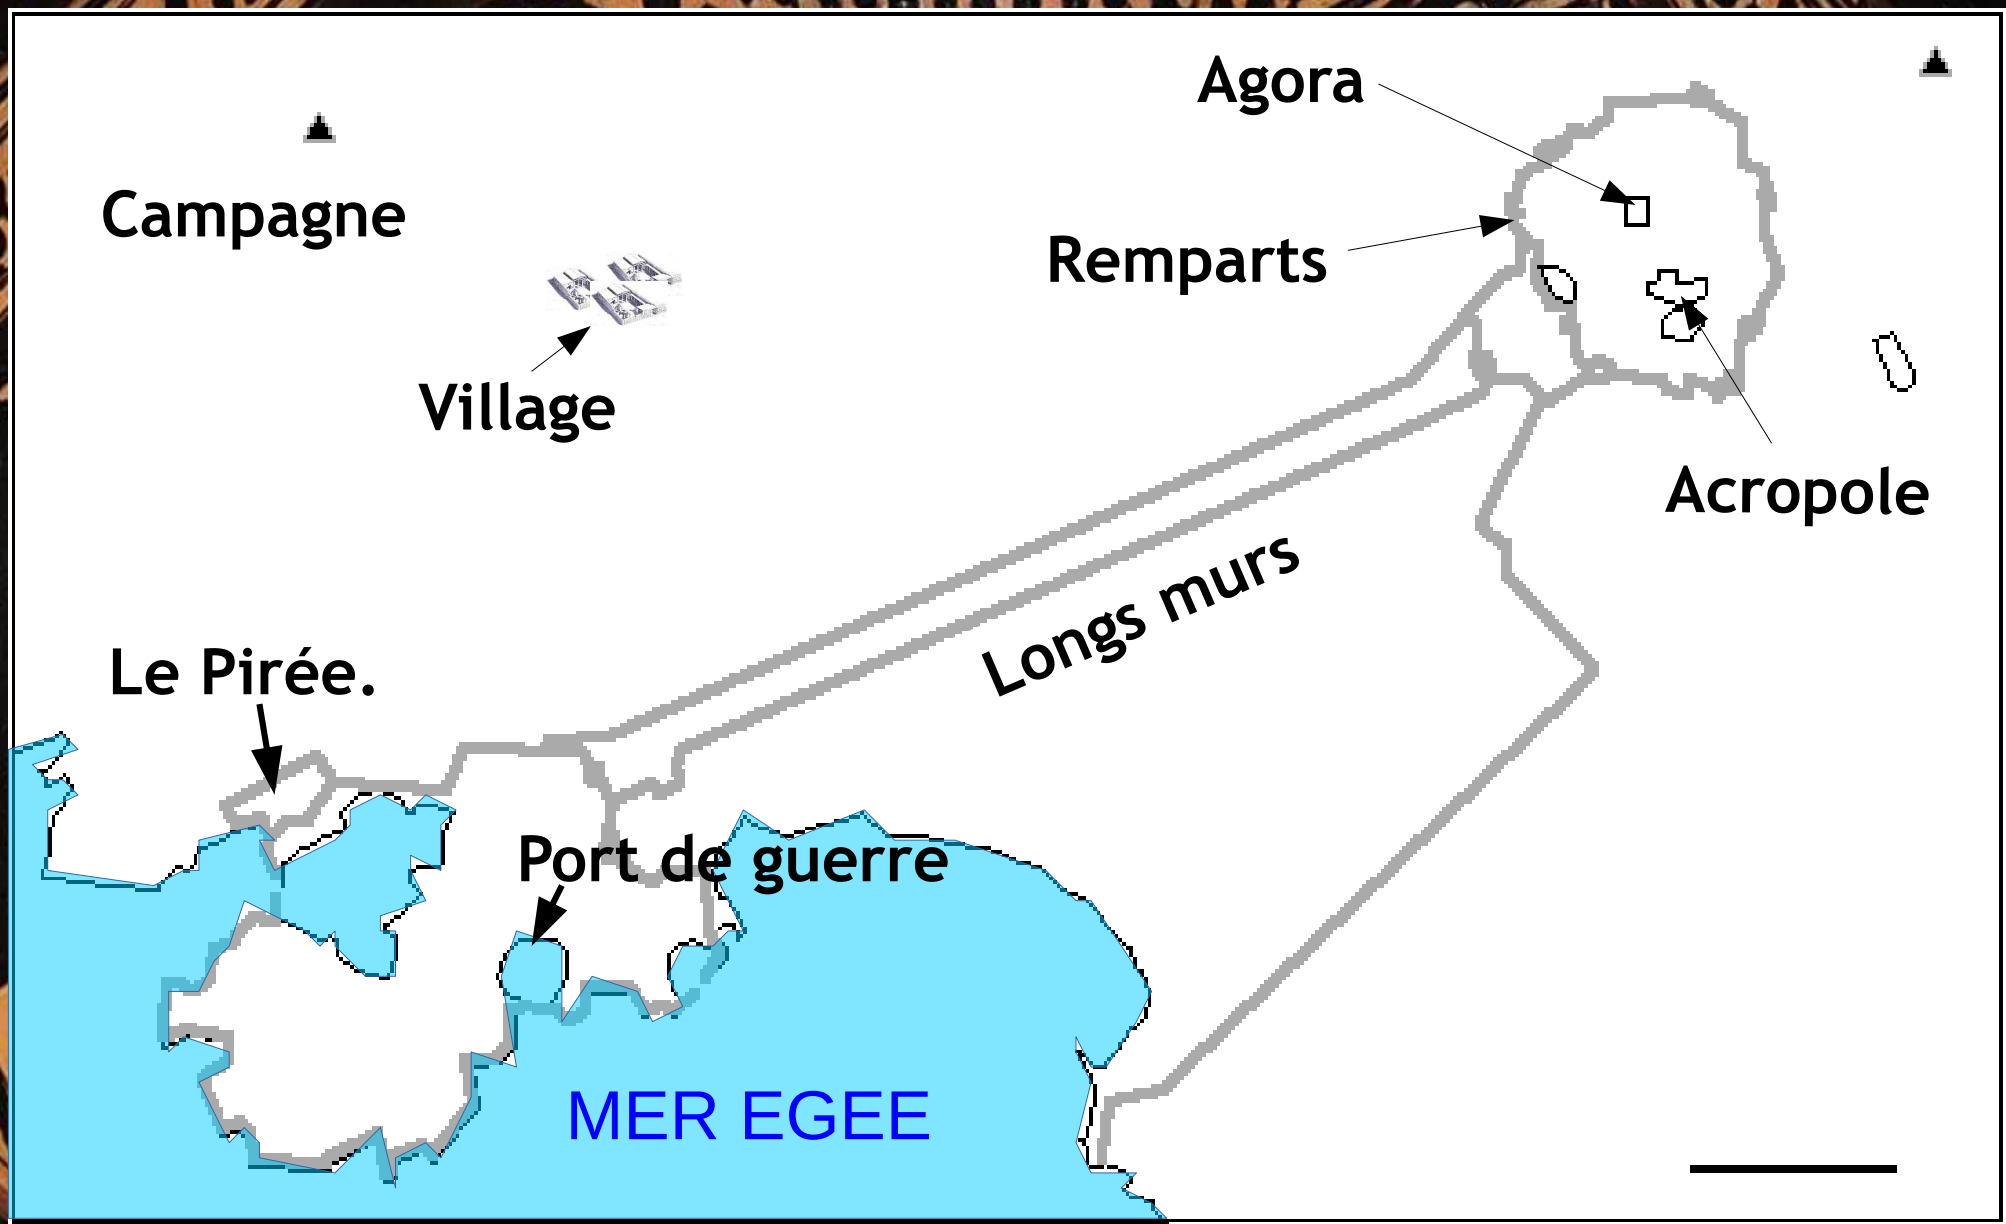 Agora
Campagne
Remparts
Village
Acropole
Longs murs
Le Pirée.
Port de guerre
MER EGEE